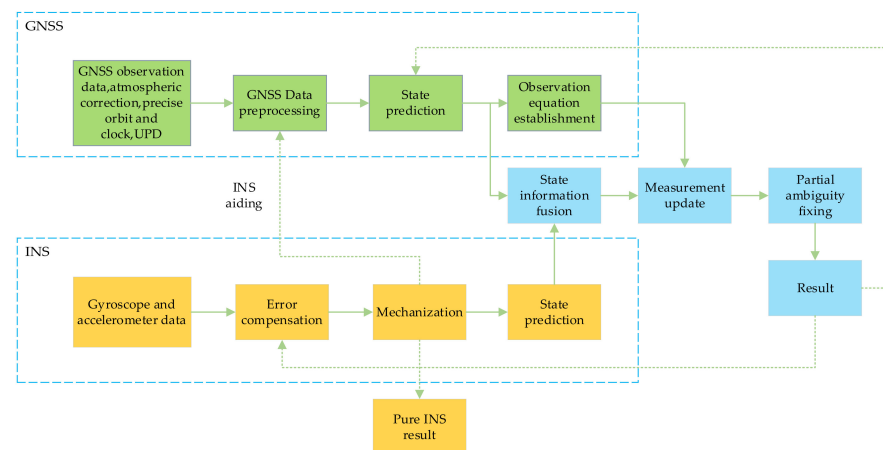 GNSS
GNSS observation
data,atmospheric
correction,precise
orbit and
clock,UPD
GNSS Data
preprocessing
State
prediction
Observation
equation
establishment
INS
aiding
State
information
fusion
Measurement
update
Partial
ambiguity
fixing
INS
Gyroscope and
accelerometer data
Error
compensation
Mechanization
State
prediction
Result
Pure INS
result